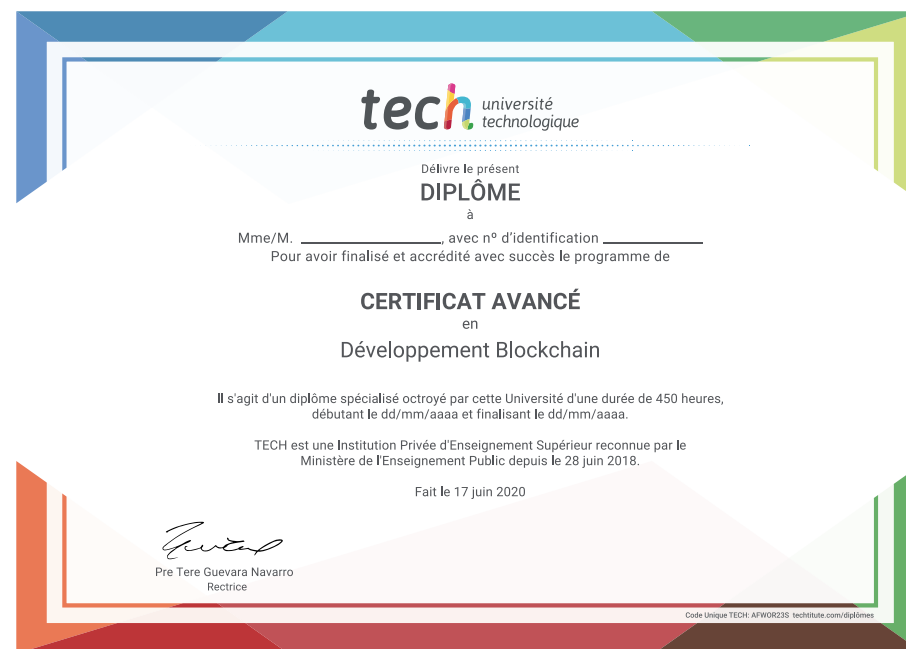 tech université
technologique
Délivre le présent
DIPLÔME
à
Mme/M. ____________________, avec nº d'identification ______________
Pour avoir finalisé et accrédité avec succès le programme de
CERTIFICAT AVANCÉ
en
Développement Blockchain
Il s'agit d'un diplôme spécialisé octroyé par cette Université d'une durée de 450 heures,
débutant le dd/mm/aaaa et finalisant le dd/mm/aaaa.
TECH est une Institution Privée d'Enseignement Supérieur reconnue par le
Ministère de l'Enseignement Public depuis le 28 juin 2018.
Fait le 17 juin 2020
Pre Tere Guevara Navarro
Rectrice
Code Unique TECH: AFWOR23S techtitute.com/diplômes